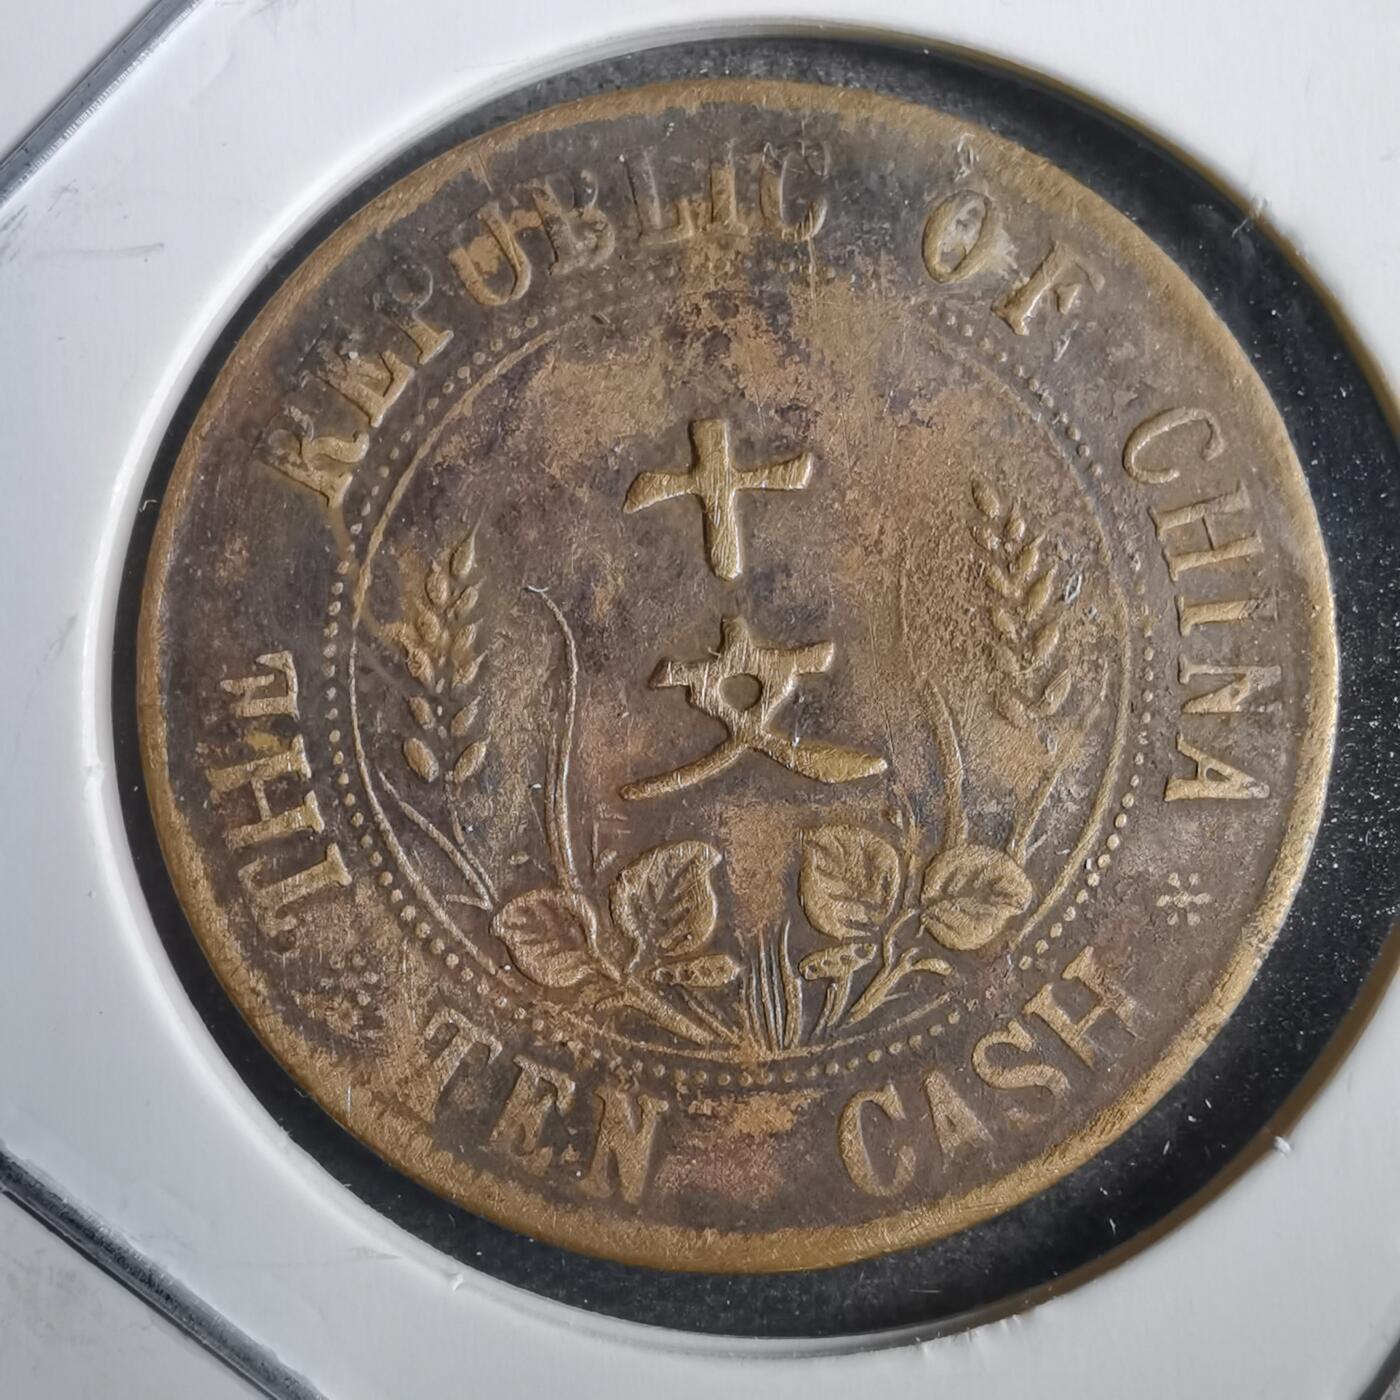 THE REPUBLIC OF CHINA
十
文
TEN CASH